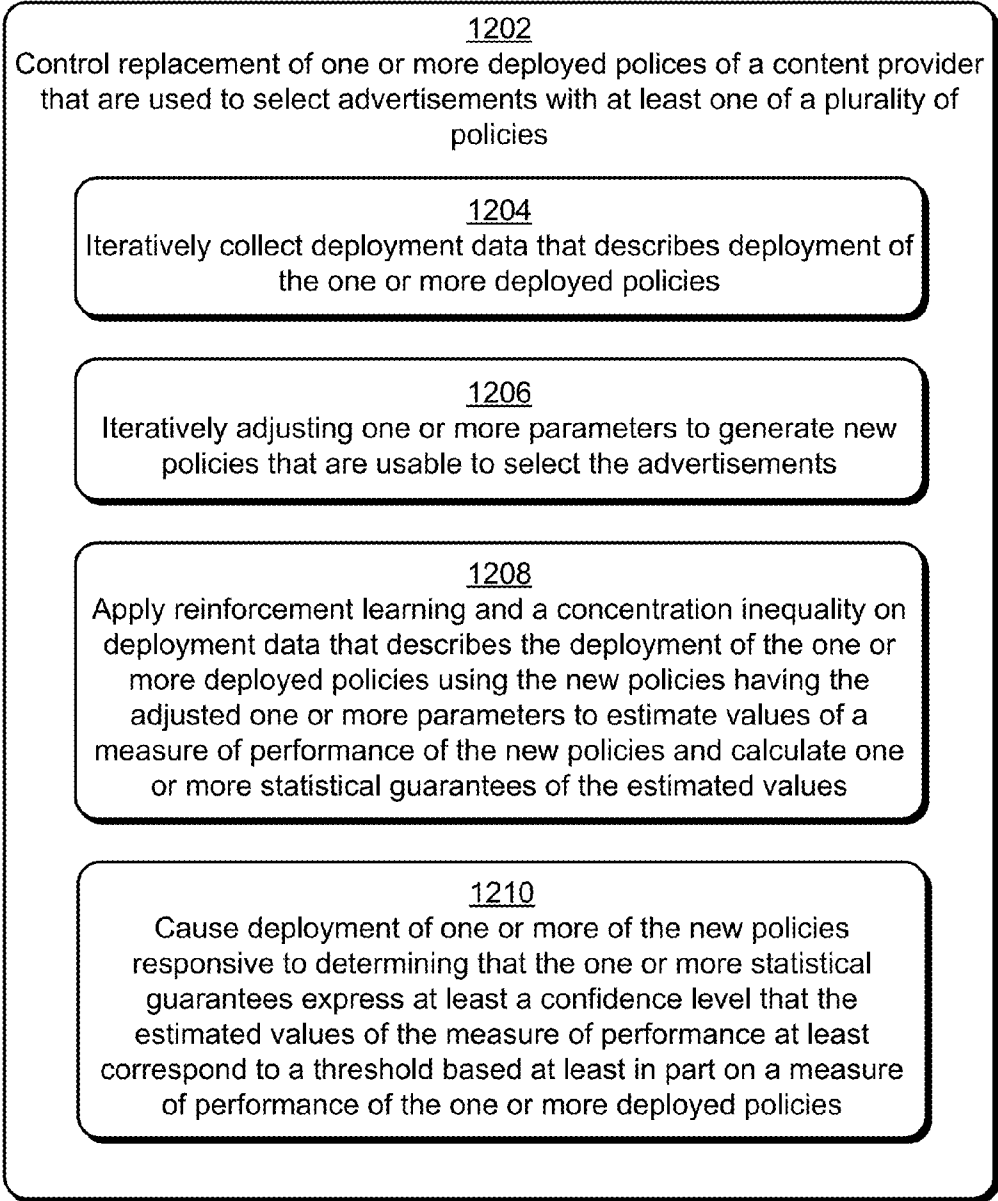 1202
Control replacement of one or more deployed polices of a content provider
that are used to select advertisements with at least one of a plurality of
policies
1204
Iteratively collect deployment data that describes deployment of
the one or more deployed policies
1206
Iteratively adjusting one or more parameters to generate new
policies that are usable to select the advertisements
1208
Apply reinforcement learning and a concentration inequality on
deployment data that describes the deployment of the one or
more deployed policies using the new policies having the
adjusted one or more parameters to estimate values of a
measure of performance of the new policies and calculate one
or more statistical guarantees of the estimated values
1210
Cause deployment of one or more of the new policies
responsive to determining that the one or more statistical
guarantees express at least a confidence level that the
estimated values of the measure of performance at least
correspond to a threshold based at least in part on a measure
of performance of the one or more deployed policies